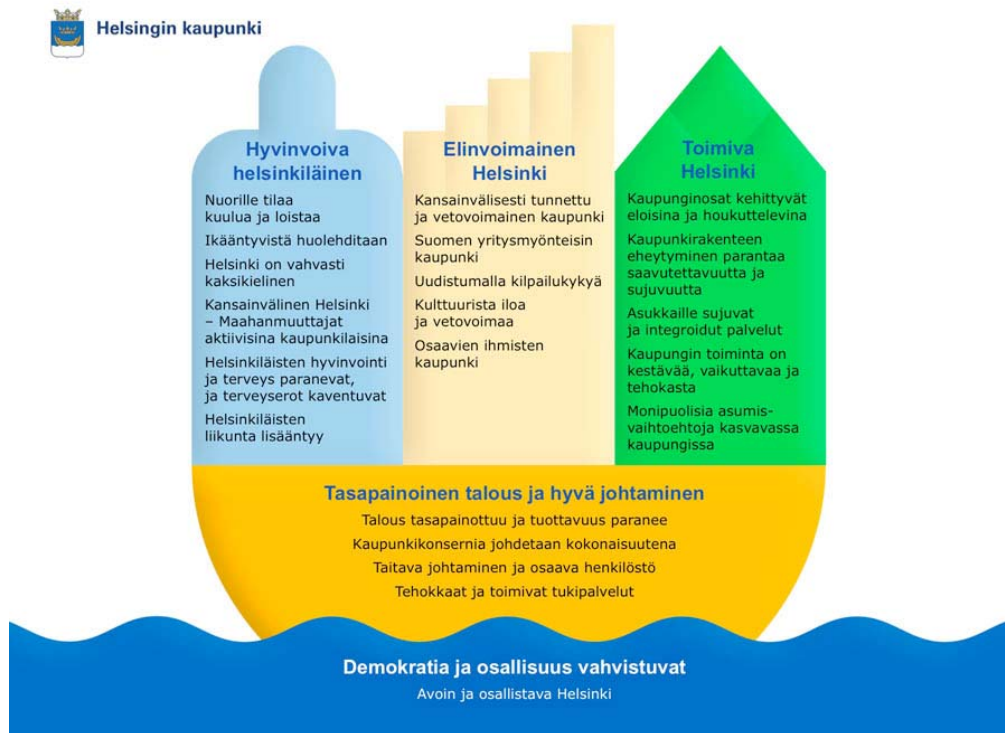 Helsingin kaupunki
Hyvinvoiva
helsinkiläinen
Nuorille tilaa
kuulua ja loistaa
Ikääntyvistä huolehditaan
Helsinki on vahvasti
kaksikielinen
Kansainvälinen Helsinki
– Maahanmuuttajat
aktiivisina kaupunkilaisina
Helsinkiläisten hyvinvointi
ja terveys paranevat,
ja terveyserot kaventuvat
Helsinkiläisten
liikunta lisääntyy
Elinvoimainen
Helsinki
Kansainvälisesti tunnettu
ja vetovoimainen kaupunki
Suomen yritysmyönteisin
kaupunki
Uudistumalla kilpailukykyä
Kulttuurista iloa
ja vetovoimaa
Osaavien ihmisten
kaupunki
Toimiva
Helsinki
Kaupunginosat kehittyvät
eloisina ja houkuttelevina
Kaupunkirakenteen
eheytyminen parantaa
saavutettavuutta ja
sujuvuutta
Asukkaille sujuvat
ja integroidut palvelut
Kaupungin toiminta on
kestävää, vaikuttavaa ja
tehokasta
Monipuolisia asumis-
vaihtoehtoja kasvavassa
kaupungissa
Tasapainoinen talous ja hyvä johtaminen
Talous tasapainottuu ja tuottavuus paranee
Kaupunkikonsernia johdetaan kokonaisuutena
Taitava johtaminen ja osaava henkilöstö
Tehokkaat ja toimivat tukipalvelut
Demokratia ja osallisuus vahvistuvat
Avoin ja osallistava Helsinki